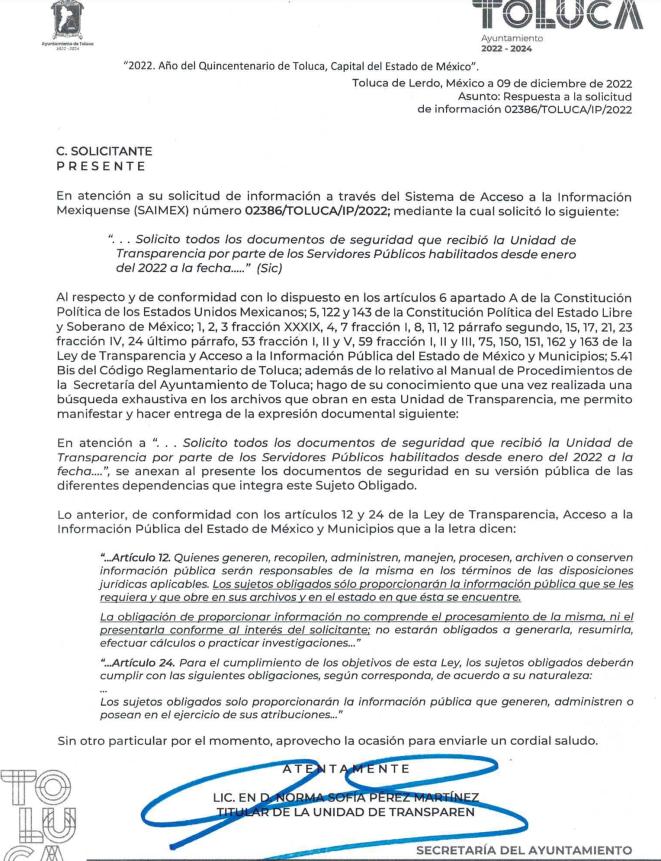 Ayuntamiento de Toluca
2022 - 2024
TOLUCA
Ayuntamiento
2022 - 2024
“2022. Año del Quincentenario de Toluca, Capital del Estado de México”.
Toluca de Lerdo, México a 09 de diciembre de 2022
Asunto: Respuesta a la solicitud
de información 02386/TOLUCA/IP/2022
C. SOLICITANTE
P R E S E N T E
En atención a su solicitud de información a través del Sistema de Acceso a la Información
Mexiquense (SAIMEX) número 02386/TOLUCA/IP/2022; mediante la cual solicitó lo siguiente:
“. . . Solicito todos los documentos de seguridad que recibió la Unidad de
Transparencia por parte de los Servidores Públicos habilitados desde enero
del 2022 a la fecha.....” (Sic)
Al respecto y de conformidad con lo dispuesto en los artículos 6 apartado A de la Constitución
Política de los Estados Unidos Mexicanos; 5, 122 y 143 de la Constitución Política del Estado Libre
y Soberano de México; 1, 2, 3 fracción XXXIX, 4, 7 fracción I, 8, 11, 12 párrafo segundo, 15, 17, 21, 23
fracción IV, 24 último párrafo, 53 fracción I, II y V, 59 fracción I, II y III, 75, 150, 151, 162 y 163 de la
Ley de Transparencia y Acceso a la Información Pública del Estado de México y Municipios; 5.41
Bis del Código Reglamentario de Toluca; además de lo relativo al Manual de Procedimientos de
la Secretaría del Ayuntamiento de Toluca; hago de su conocimiento que una vez realizada una
búsqueda exhaustiva en los archivos que obran en esta Unidad de Transparencia, me permito
manifestar y hacer entrega de la expresión documental siguiente:
En atención a “. . . Solicito todos los documentos de seguridad que recibió la Unidad de
Transparencia por parte de los Servidores Públicos habilitados desde enero del 2022 a la
fecha....”, se anexan al presente los documentos de seguridad en su versión pública de las
diferentes dependencias que integra este Sujeto Obligado.
Lo anterior, de conformidad con los artículos 12 y 24 de la Ley de Transparencia, Acceso a la
Información Pública del Estado de México y Municipios que a la letra dicen:
“...Artículo 12. Quienes generen, recopilen, administren, manejen, procesen, archiven o conserven
información pública serán responsables de la misma en los términos de las disposiciones
jurídicas aplicables. Los sujetos obligados sólo proporcionarán la información pública que se les
requiera y que obre en sus archivos y en el estado en que ésta se encuentre.
La obligación de proporcionar información no comprende el procesamiento de la misma, ni el
presentarla conforme al interés del solicitante; no estarán obligados a generarla, resumirla,
efectuar cálculos o practicar investigaciones...”
“...Artículo 24. Para el cumplimiento de los objetivos de esta Ley, los sujetos obligados deberán
cumplir con las siguientes obligaciones, según corresponda, de acuerdo a su naturaleza:
...
Los sujetos obligados solo proporcionarán la información pública que generen, administren o
posean en el ejercicio de sus atribuciones...”
Sin otro particular por el momento, aprovecho la ocasión para enviarle un cordial saludo.
A T E N T A M E N T E
LIC. EN D. NORMA SOFÍA PÉREZ MARTÍNEZ
TITULAR DE LA UNIDAD DE TRANSPAREN
TO
LU
CA
SECRETARÍA DEL AYUNTAMIENTO